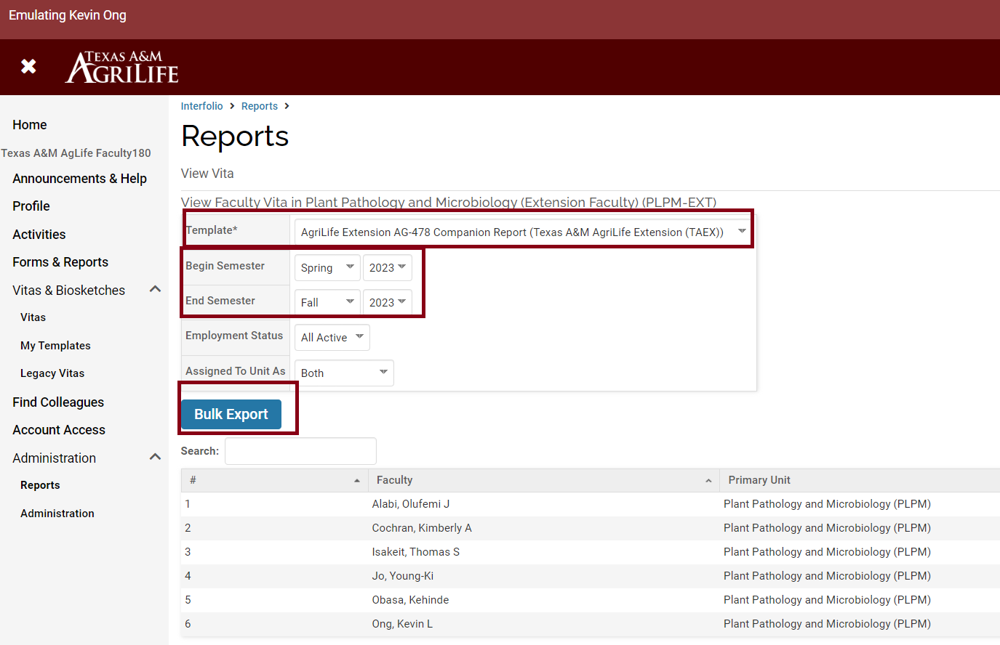 Emulating Kevin Ong
TEXAS A&M
AGRILIFE
Interfolio
Reports
Home
Texas A&M AgLife Faculty180
Announcements & Help
Profile
Activities
Forms & Reports
Vitas & Biosketches
Vitas
My Templates
Legacy Vitas
Find Colleagues
Account Access
Administration
Reports
Administration
Reports
View Vita
View Faculty Vita in Plant Pathology and Microbiology (Extension Faculty) (PLPM-EXT)
Template* AgriLife Extension AG-478 Companion Report (Texas A&M AgriLife Extension (TAEX))
Begin Semester Spring 2023
End Semester Fall 2023
Employment Status All Active
Assigned To Unit As Both
Bulk Export
Search:
# Faculty Primary Unit
1 Alabi, Olufemi J Plant Pathology and Microbiology (PLPM)
2 Cochran, Kimberly A Plant Pathology and Microbiology (PLPM)
3 Isakeit, Thomas S Plant Pathology and Microbiology (PLPM)
4 Jo, Young-Ki Plant Pathology and Microbiology (PLPM)
5 Obasa, Kehinde Plant Pathology and Microbiology (PLPM)
6 Ong, Kevin L Plant Pathology and Microbiology (PLPM)